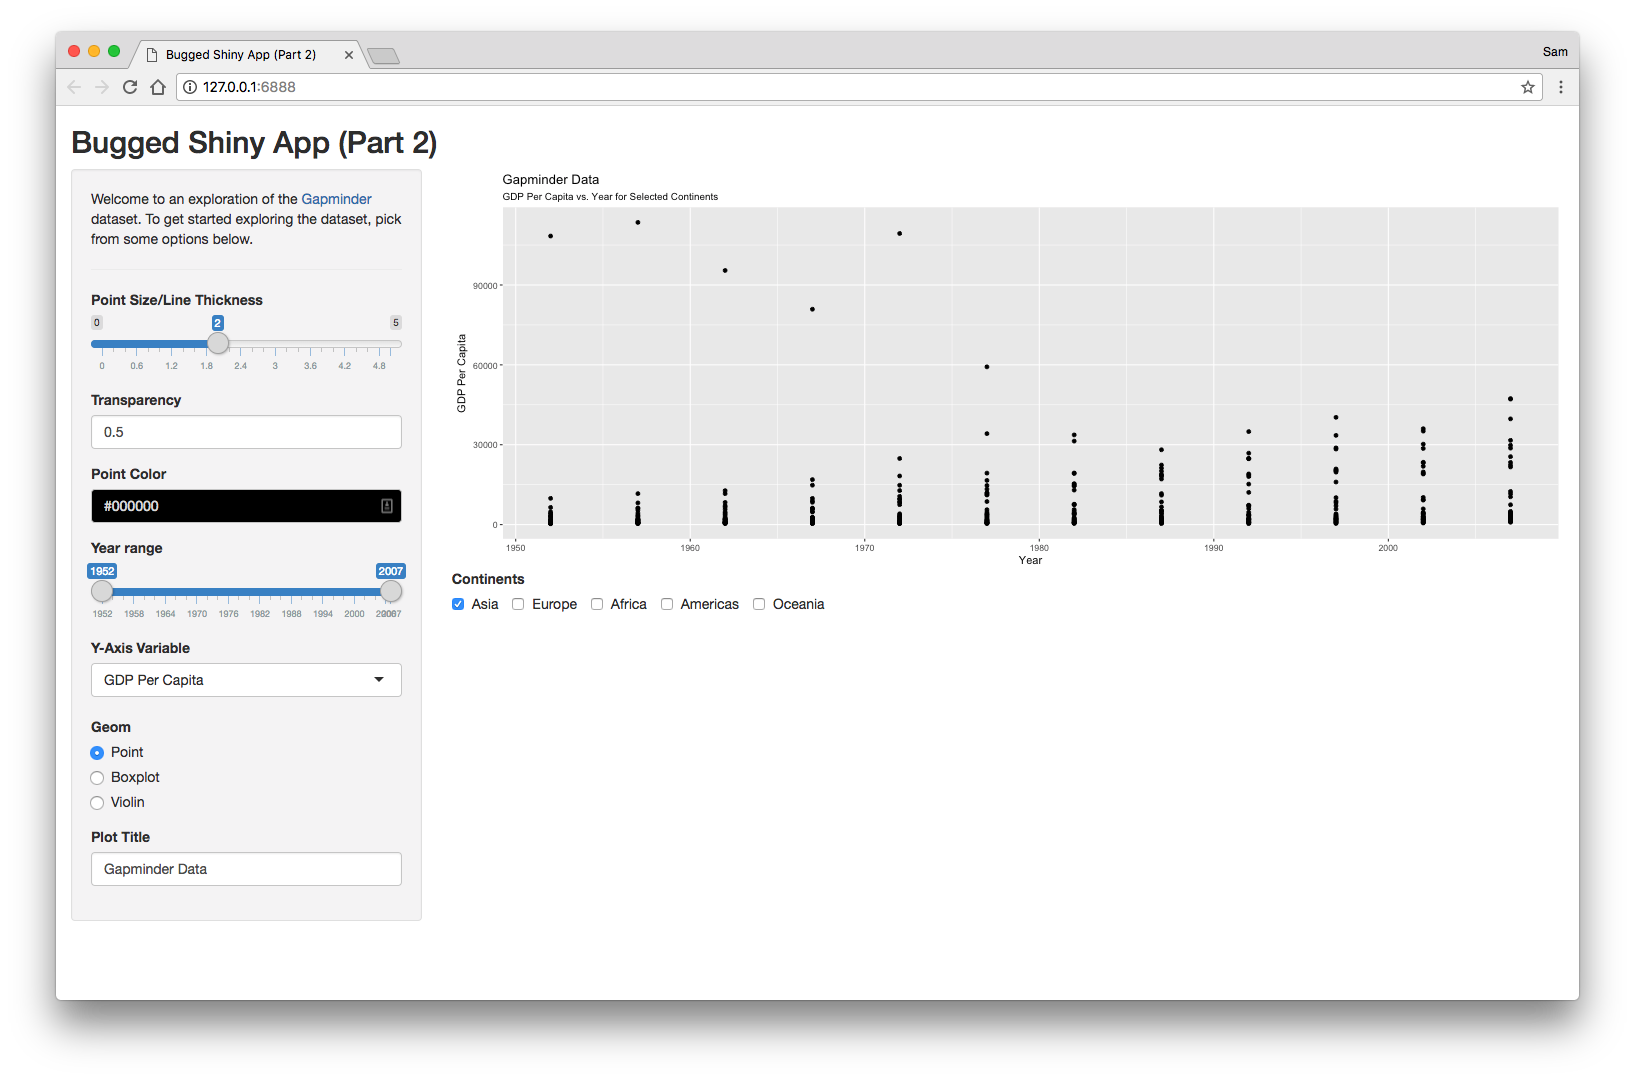 Bugged Shiny App (Part 2)
Sam
127.0.0.1:6888
Bugged Shiny App (Part 2)
Welcome to an exploration of the Gapminder
dataset. To get started exploring the dataset, pick
from some options below.
Point Size/Line Thickness
0 2 5
0 0.6 1.2 1.8 2.4 3 3.6 4.2 4.8
Transparency
0.5
Point Color
#000000
Year range
1952 2007
1952 1958 1964 1970 1976 1982 1988 1994 2000 2007
Y-Axis Variable
GDP Per Capita
Geom
Point
Boxplot
Violin
Plot Title
Gapminder Data
Gapminder Data
GDP Per Capita vs. Year for Selected Continents
GDP Per Capita
90000
60000
30000
0
1950 1960 1970 1980 1990 2000
Year
Continents
Asia Europe Africa Americas Oceania